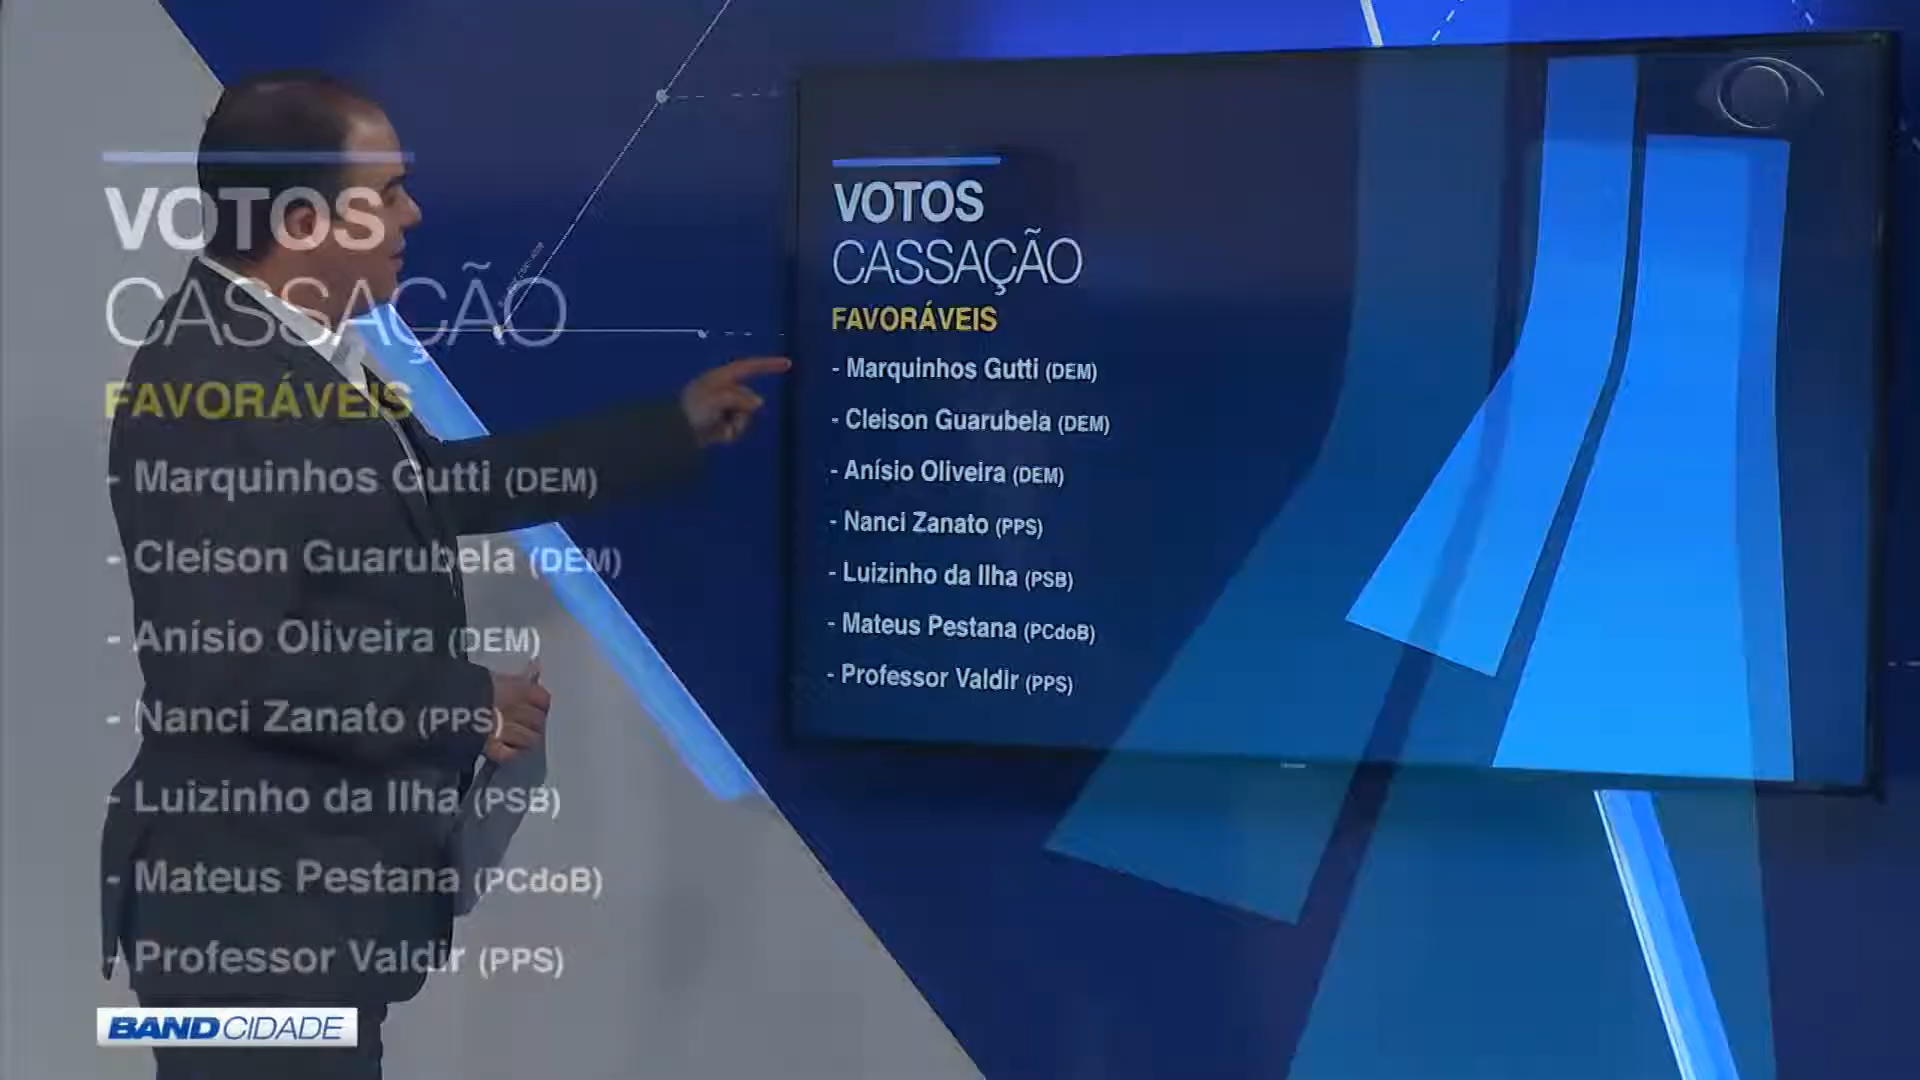 VOTOS
CASSAÇÃO
FAVORÁVEIS
- Marquinhos Gutti (DEM)
- Cleison Guarubela (DEM)
- Anísio Oliveira (DEM)
- Nanci Zanato (PPS)
- Luizinho da Ilha (PSB)
- Mateus Pestana (PCdoB)
- Professor Valdir (PPS)
BAND CIDADE
VOTOS
CASSAÇÃO
FAVORÁVEIS
- Marquinhos Gutti (DEM)
- Cleison Guarubela (DEM)
- Anísio Oliveira (DEM)
- Nanci Zanato (PPS)
- Luizinho da Ilha (PSB)
- Mateus Pestana (PCdoB)
- Professor Valdir (PPS)